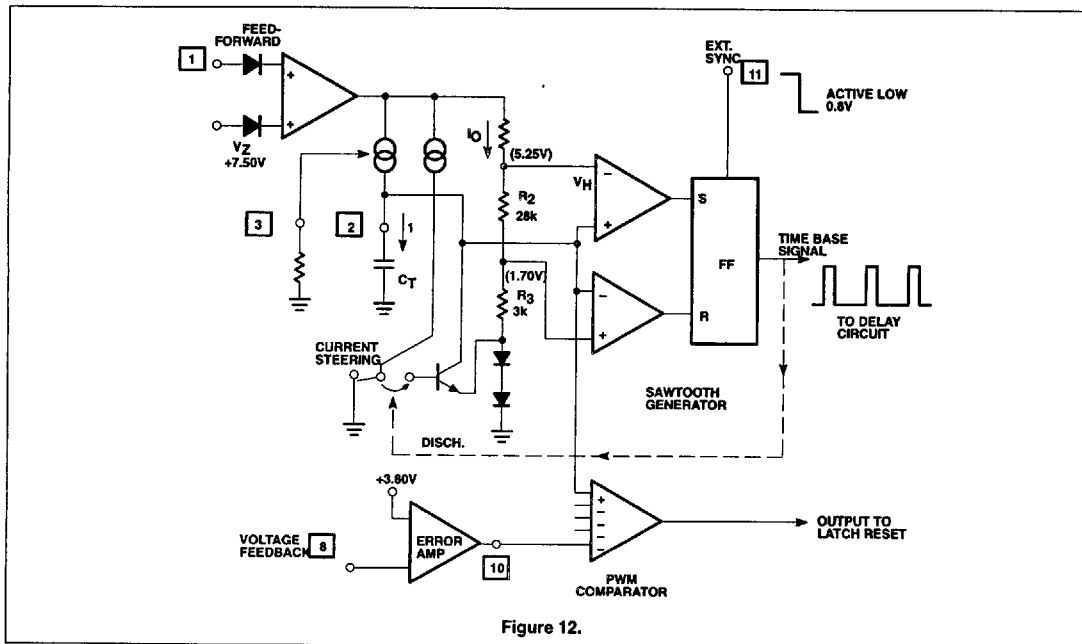 FEED-
FORWARD
1
+
+
VZ
+7.50V
3
2
1
CT
IO
(5.25V)
R2
28k
(1.70V)
R3
3k
VH
−
+
−
+
EXT.
SYNC
11
ACTIVE LOW
0.8V
S
FF
R
TIME BASE
SIGNAL
TO DELAY
CIRCUIT
SAWTOOTH
GENERATOR
CURRENT
STEERING
DISCH.
+3.80V
VOLTAGE
FEEDBACK
8
ERROR
AMP
10
+
−
−
−
−
PWM
COMPARATOR
OUTPUT TO
LATCH RESET
Figure 12.